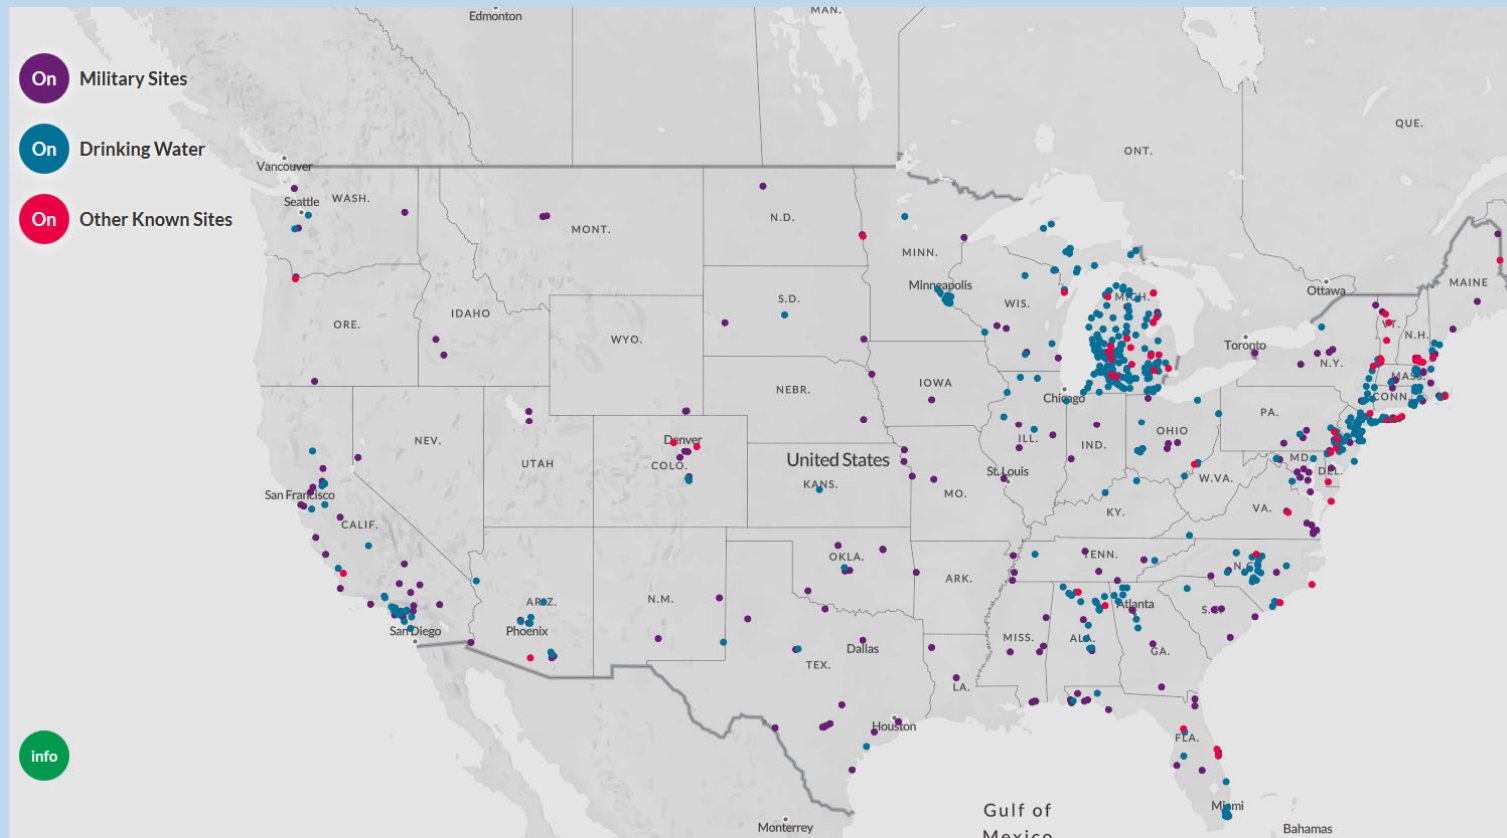 Edmonton
MAN.
On Military Sites
QUE.
On Drinking Water
ONT.
Vancouver
WASH.
Seattle
On Other Known Sites
N.D.
MONT.
MINN.
MAINE
Minneapolis
Ottawa
MICH.
S.D.
WIS.
IDAHO
ORE.
VT.
N.H.
WYO.
Toronto
N.Y.
MASS.
IOWA
NEBR.
Chicago
CONN.
PA.
OHIO
NEV.
Denver
ILL.
IND.
UTAH
COLO.
United States
MD.
St. Louis
DEL.
W.VA.
KANS.
San Francisco
MO.
VA.
KY.
CALIF.
OKLA.
TENN.
N.C.
ARK.
N.M.
ARIZ.
Atlanta
S.C.
San Diego
Phoenix
MISS.
ALA.
Dallas
GA.
TEX.
LA.
Houston
FLA.
info
Miami
Gulf of
Mexico
Monterrey
Bahamas